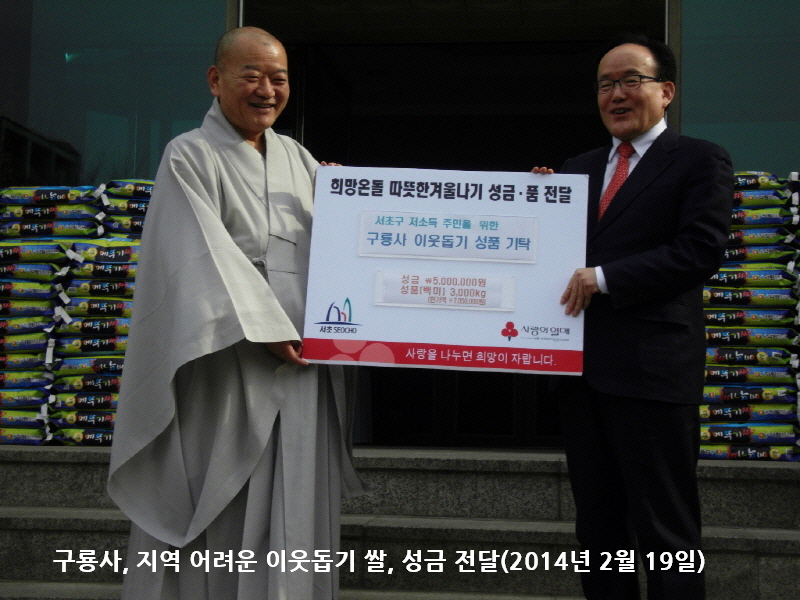 희망온돌 따뜻한겨울나기 성금·품 전달
서초구 저소득 주민을 위한
구룡사 이웃돕기 성품 기탁
성금 ₩5,000,000원
성품(백미) 3,000kg
서초 SEOCHO
사랑의열매
사랑을 나누면 희망이 자랍니다.
메뚜기
구룡사, 지역 어려운 이웃돕기 쌀, 성금 전달(2014년 2월 19일)